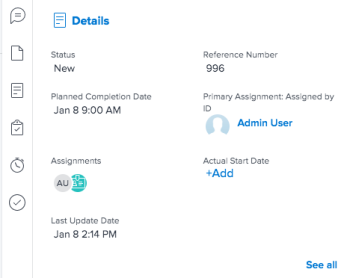 Details
Status
New
Reference Number
996
Planned Completion Date
Jan 8 9:00 AM
Primary Assignment: Assigned by
ID
Admin User
Assignments
AU
Actual Start Date
+Add
Last Update Date
Jan 8 2:14 PM
See all